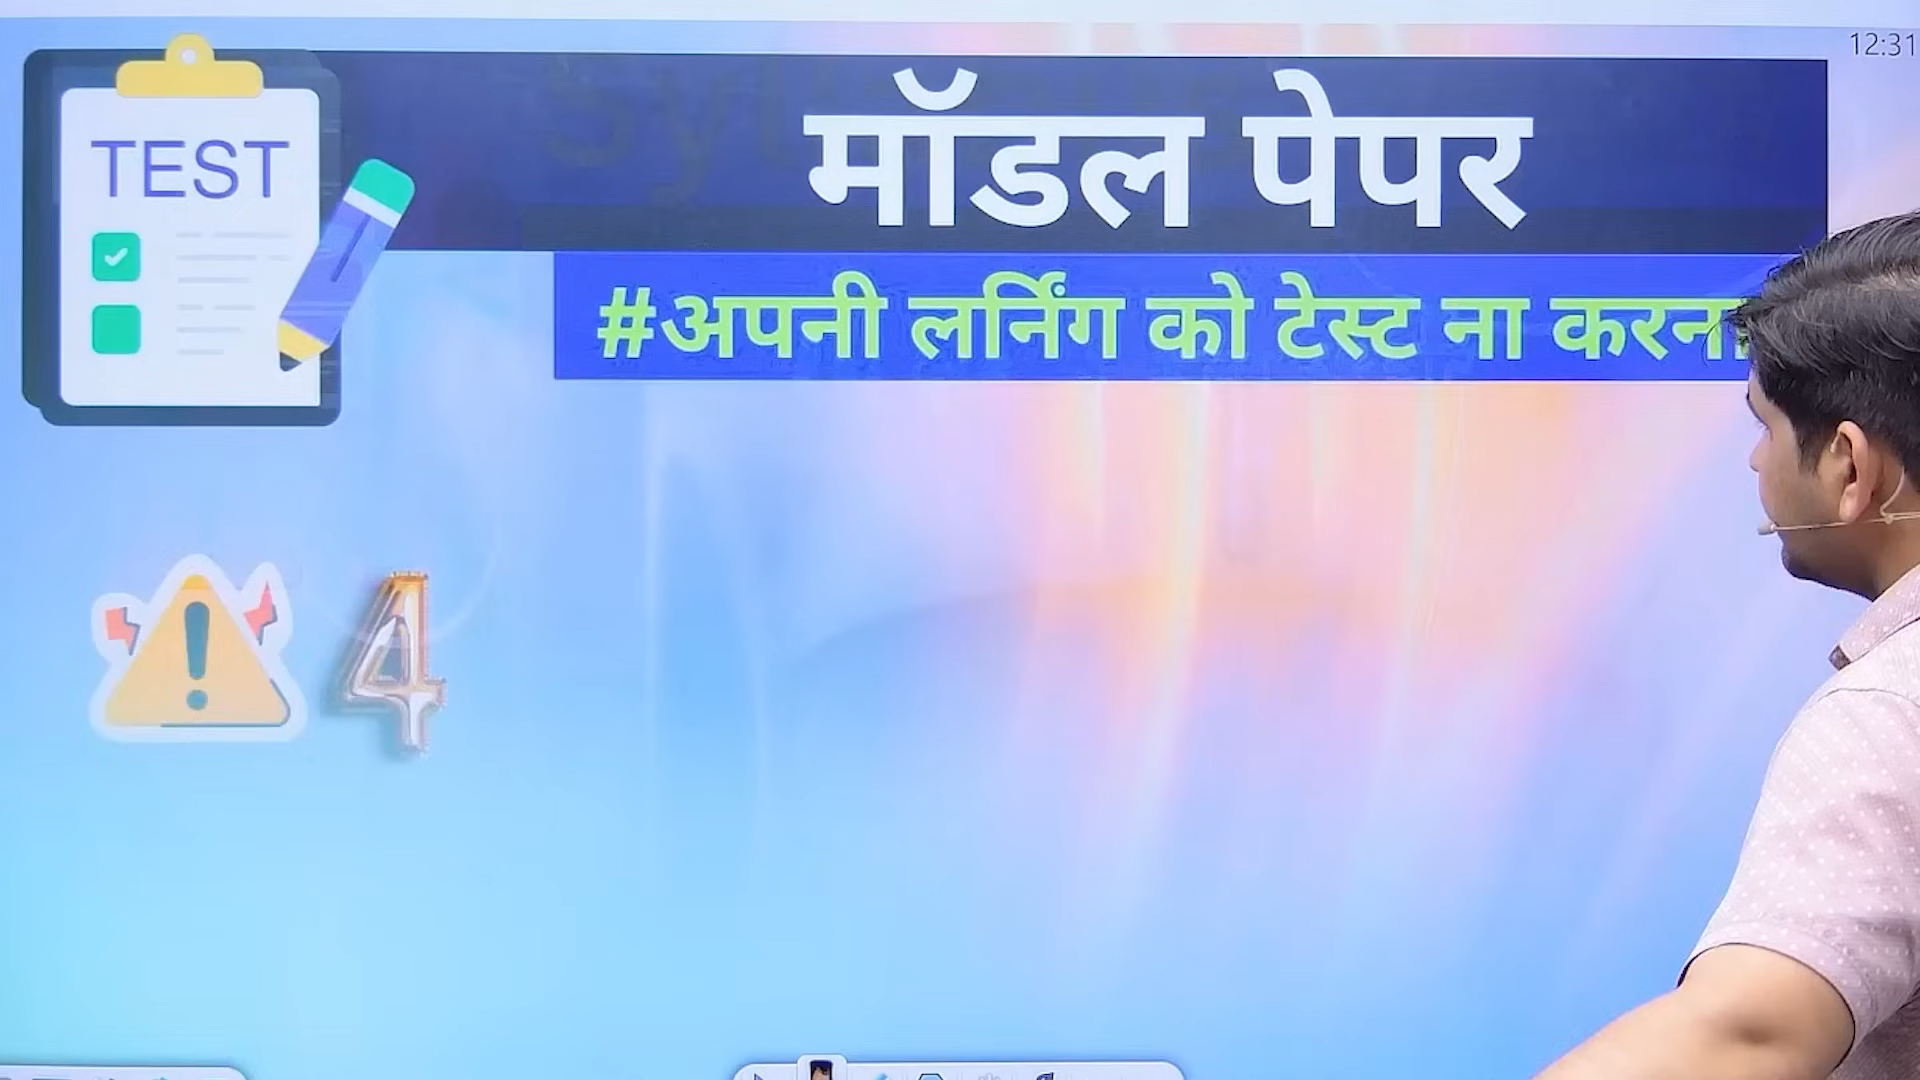 12:31
TEST
मॉडल पेपर
#अपनी लर्निंग को टेस्ट ना करना
4